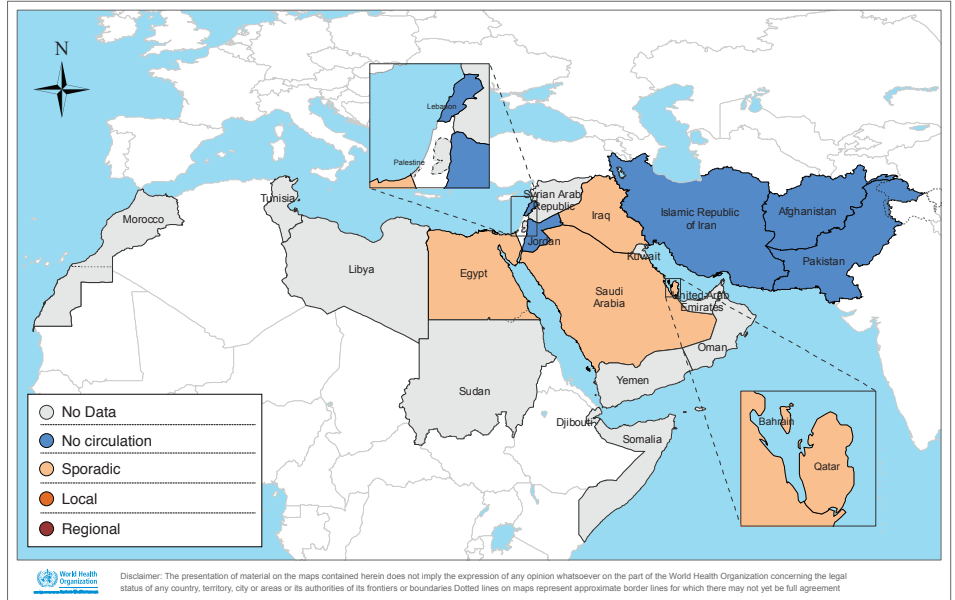 N
Lebanon
Palestine
Tunisia
Morocco
Syrian Arab
Republic
Iraq
Islamic Republic
of Iran
Afghanistan
Jordan
Kuwait
Pakistan
Libya
Egypt
Saudi
Arabia
United Arab
Emirates
Oman
Sudan
Yemen
Djibouti
Somalia
Bahrain
Qatar
No Data
No circulation
Sporadic
Local
Regional
World Health
Organization
Disclaimer: The presentation of material on the maps contained herein does not imply the expression of any opinion whatsoever on the part of the World Health Organization concerning the legal
status of any country, territory, city or areas or its authorities of its frontiers or boundaries Dotted lines on maps represent approximate border lines for which there may not yet be full agreement